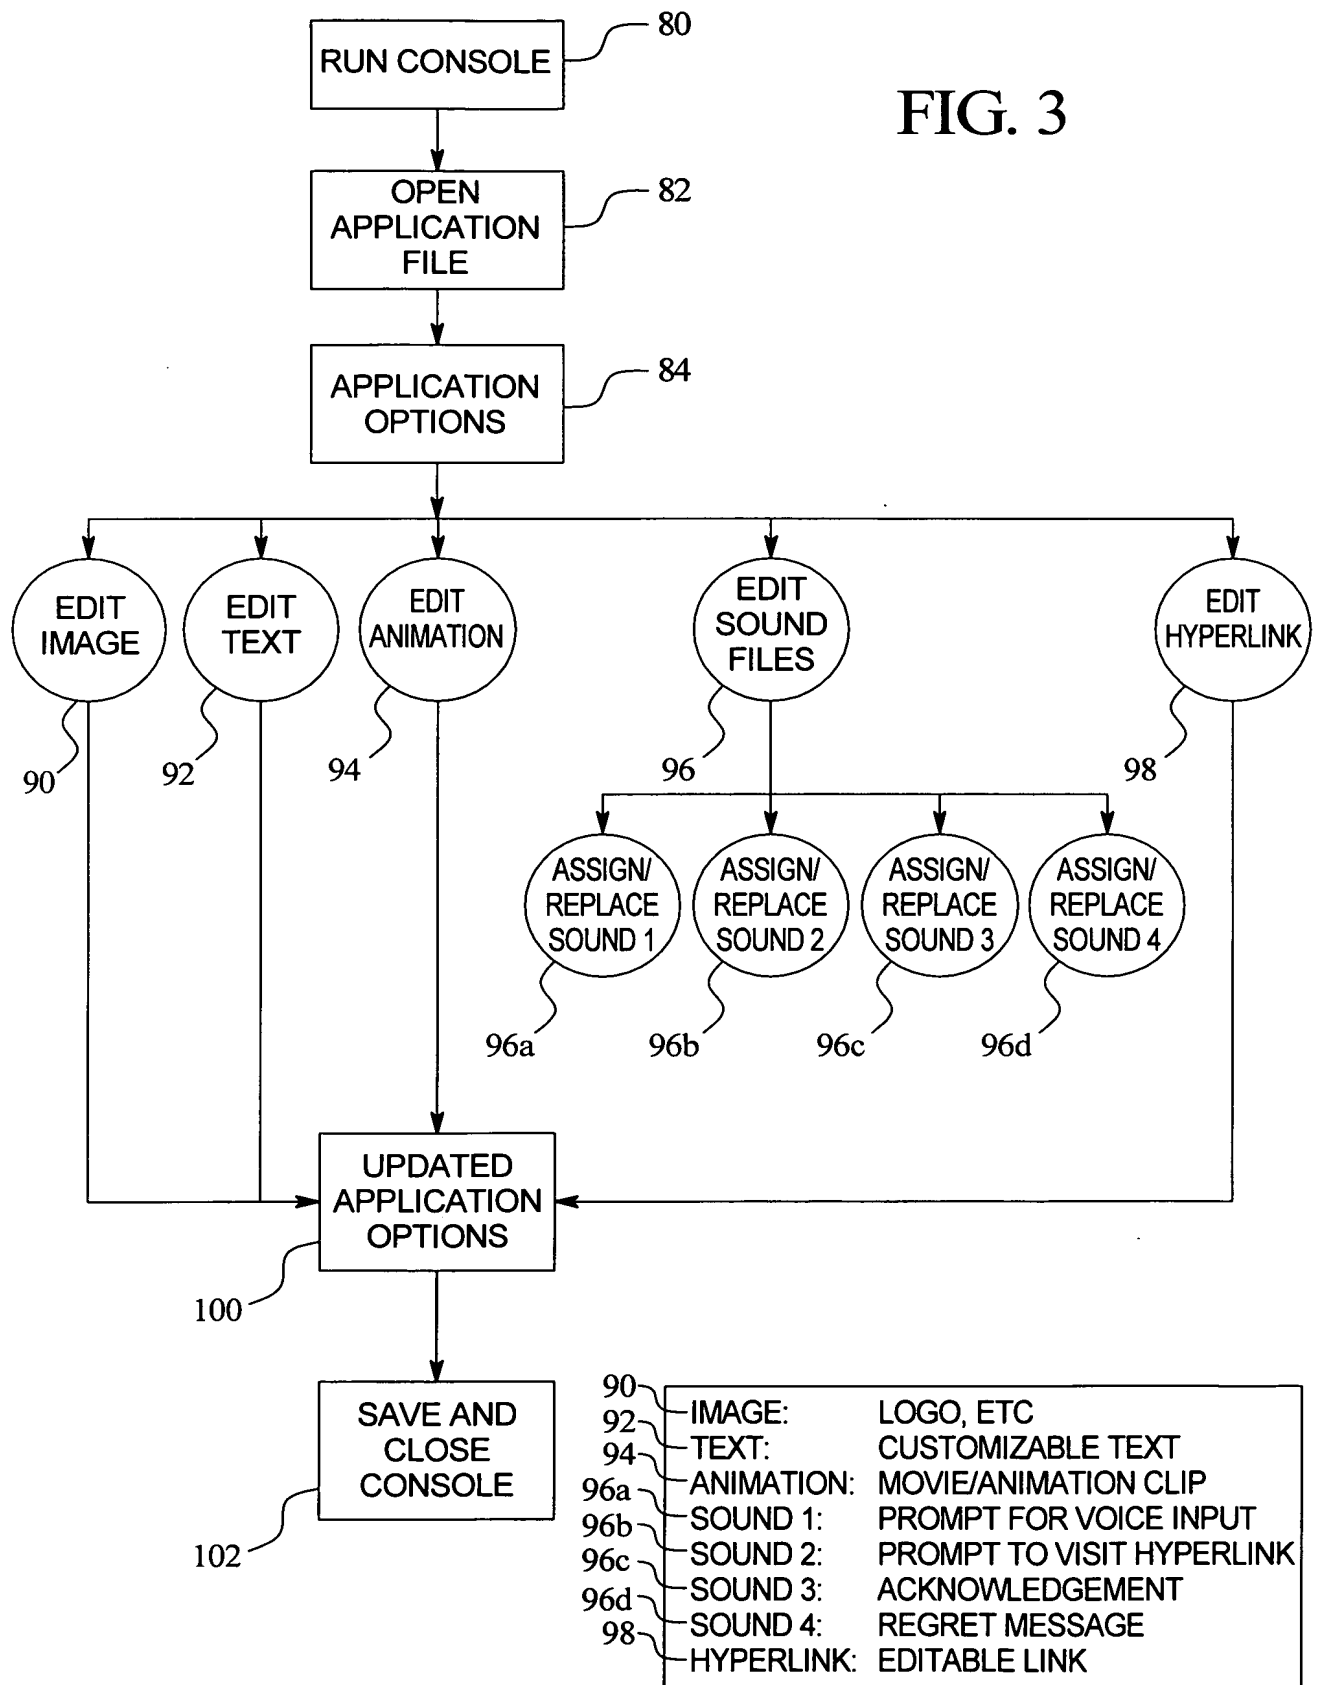 80
RUN CONSOLE
FIG. 3
82
OPEN
APPLICATION
FILE
84
APPLICATION
OPTIONS
EDIT
IMAGE
EDIT
TEXT
EDIT
ANIMATION
EDIT
SOUND
FILES
EDIT
HYPERLINK
90
92
94
96
98
ASSIGN/
REPLACE
SOUND 1
ASSIGN/
REPLACE
SOUND 2
ASSIGN/
REPLACE
SOUND 3
ASSIGN/
REPLACE
SOUND 4
96a
96b
96c
96d
UPDATED
APPLICATION
OPTIONS
100
SAVE AND
CLOSE
CONSOLE
102
90 IMAGE: LOGO, ETC
92 TEXT: CUSTOMIZABLE TEXT
94 ANIMATION: MOVIE/ANIMATION CLIP
96a SOUND 1: PROMPT FOR VOICE INPUT
96b SOUND 2: PROMPT TO VISIT HYPERLINK
96c SOUND 3: ACKNOWLEDGEMENT
96d SOUND 4: REGRET MESSAGE
98 HYPERLINK: EDITABLE LINK